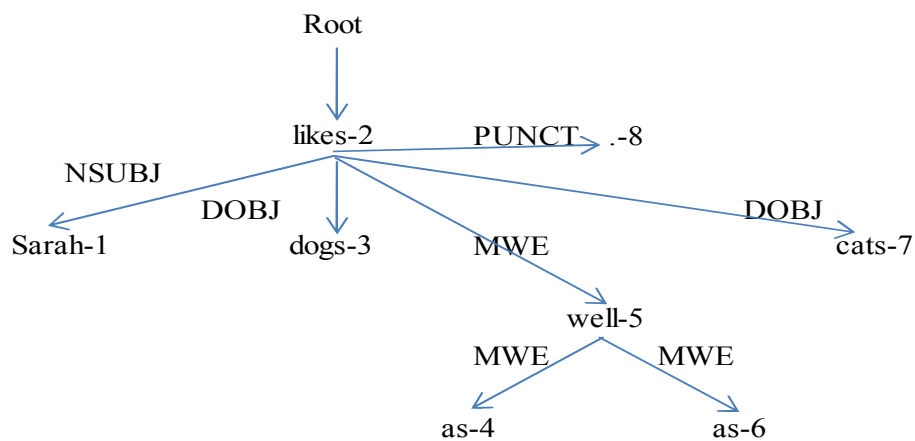 Root
likes-2 PUNCT .-8
NSUBJ
DOBJ DOBJ
Sarah-1 dogs-3 MWE cats-7
well-5
MWE MWE
as-4 as-6